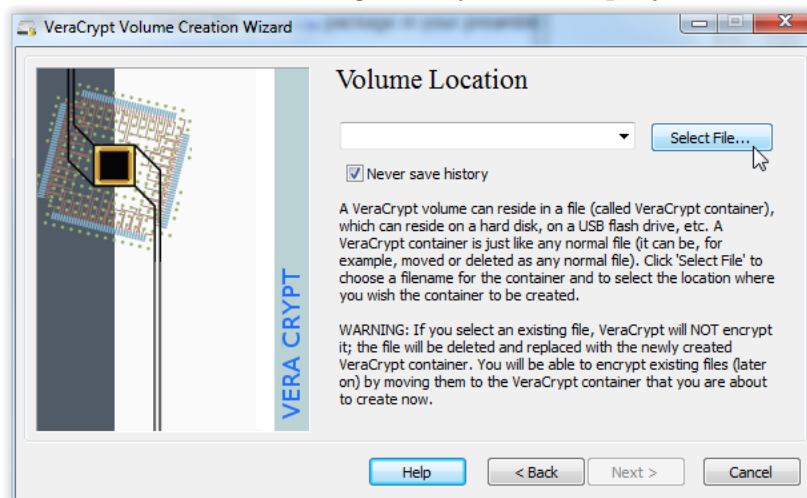 VeraCrypt Volume Creation Wizard
Volume Location
Select File...
Never save history
A VeraCrypt volume can reside in a file (called VeraCrypt container),
which can reside on a hard disk, on a USB flash drive, etc. A
VeraCrypt container is just like any normal file (it can be, for
example, moved or deleted as any normal file). Click 'Select File' to
choose a filename for the container and to select the location where
you wish the container to be created.
WARNING: If you select an existing file, VeraCrypt will NOT encrypt
it; the file will be deleted and replaced with the newly created
VeraCrypt container. You will be able to encrypt existing files (later
on) by moving them to the VeraCrypt container that you are about
to create now.
VERA CRYPT
Help
< Back
Next >
Cancel